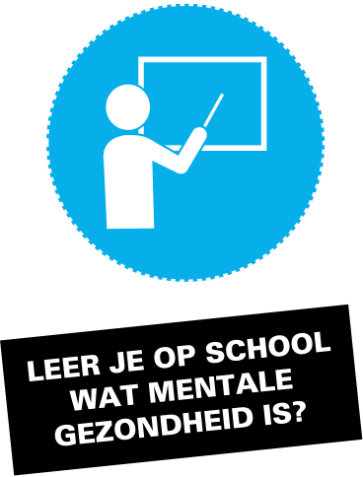 LEER JE OP SCHOOL
WAT MENTALE
GEZONDHEID IS?